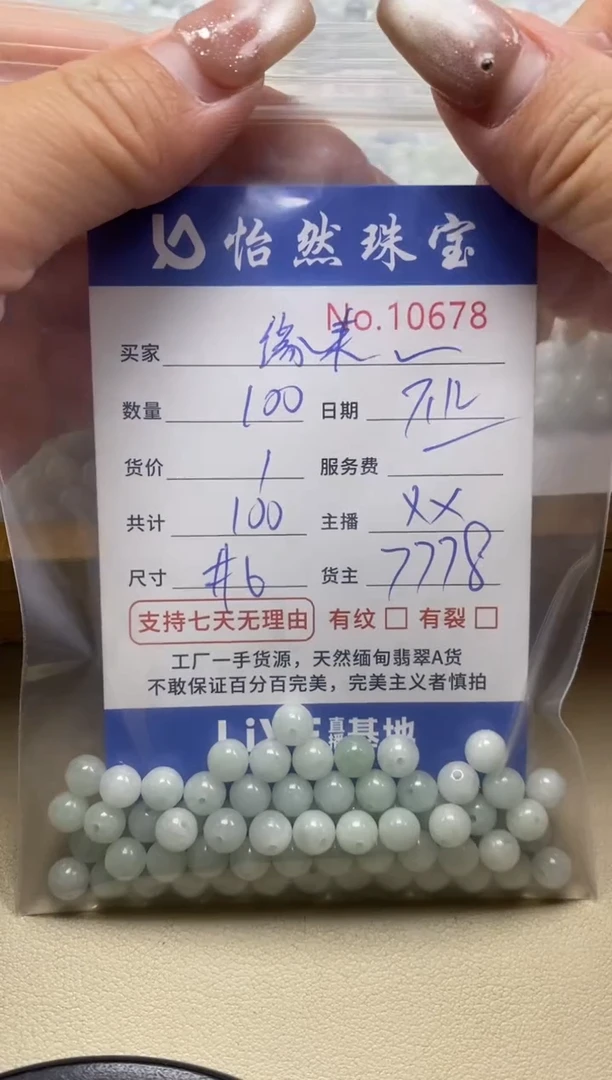 怡然珠宝
No.10678
买家 缘来
数量 100 日期 7.12
货价 1 服务费
共计 100 主播 XX
尺寸 #6 货主 7778
支持七天无理由 有纹 □ 有裂 □
工厂一手货源，天然缅甸翡翠A货
不敢保证百分百完美，完美主义者慎拍
LiVE直播基地